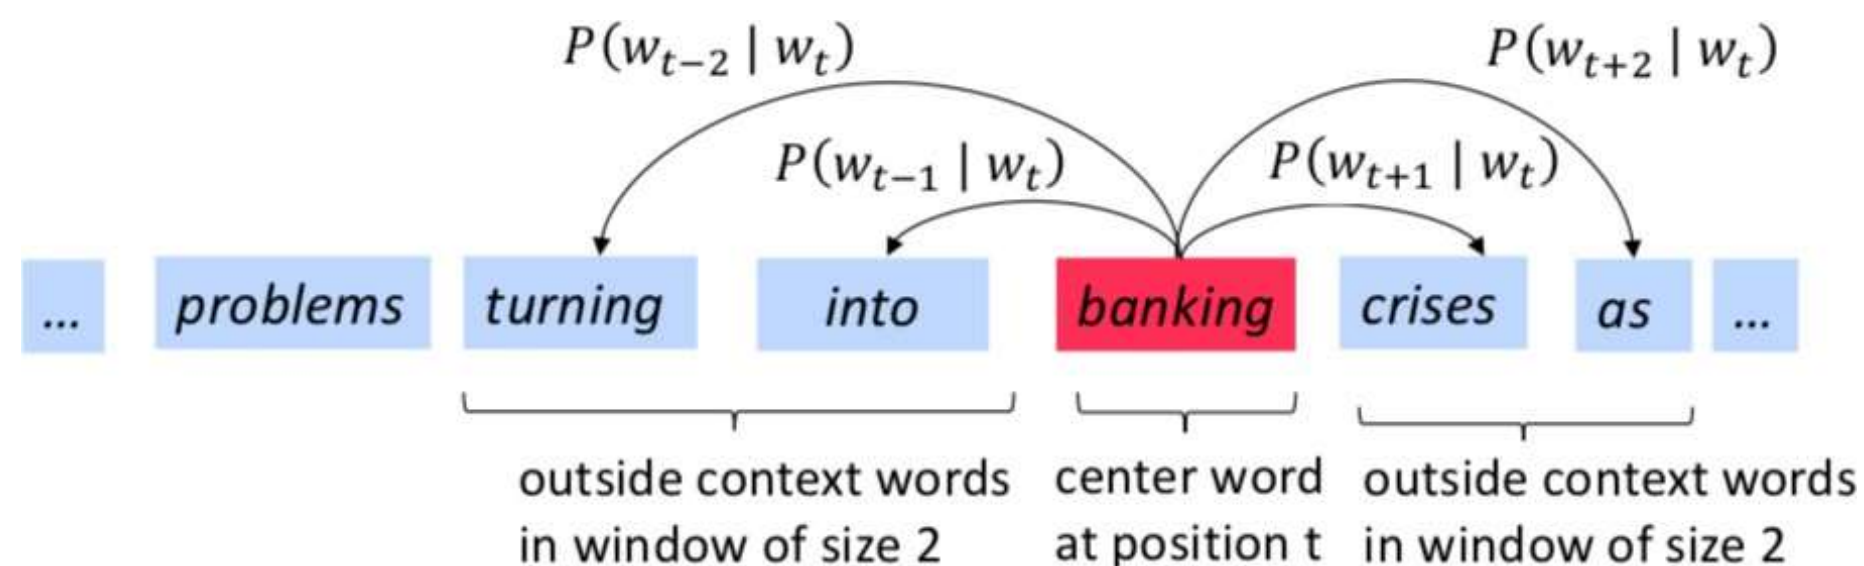 P(w_{t−2} | w_t) P(w_{t+2} | w_t)
P(w_{t−1} | w_t) P(w_{t+1} | w_t)
... problems turning into banking crises as ...
outside context words center word outside context words
in window of size 2 at position t in window of size 2